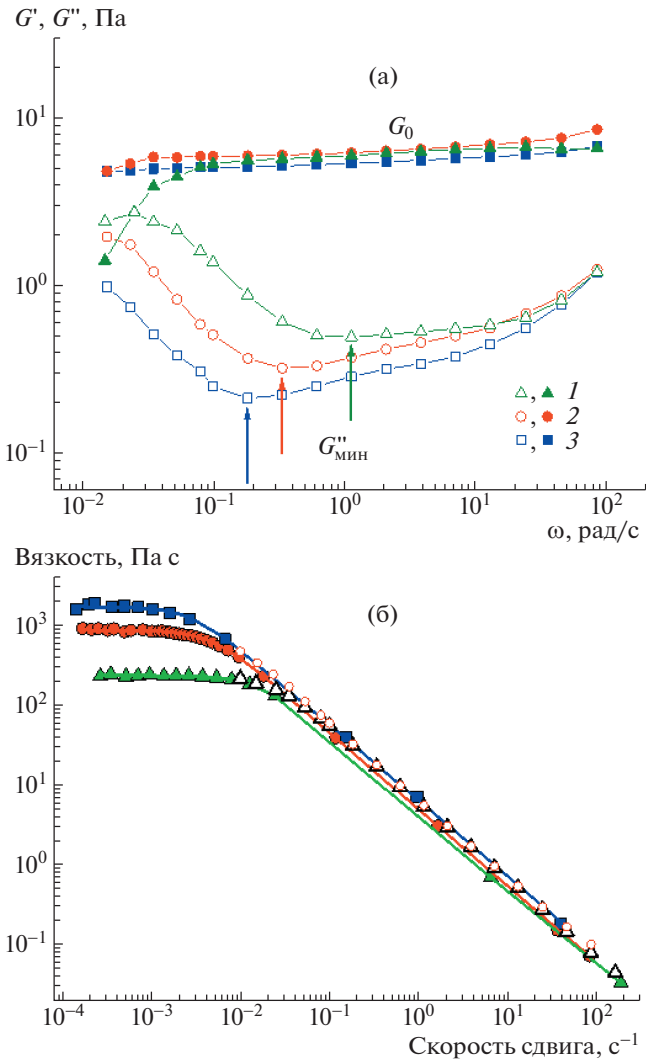 G', G'', Па
(а)
10¹
G₀
10⁰
1
2
3
G''мин
10⁻¹
10⁻² 10⁻¹ 10⁰ 10¹ 10²
ω, рад/с
Вязкость, Па с
(б)
10³
10²
10¹
10⁰
10⁻¹
10⁻⁴ 10⁻³ 10⁻² 10⁻¹ 10⁰ 10¹ 10²
Скорость сдвига, с⁻¹